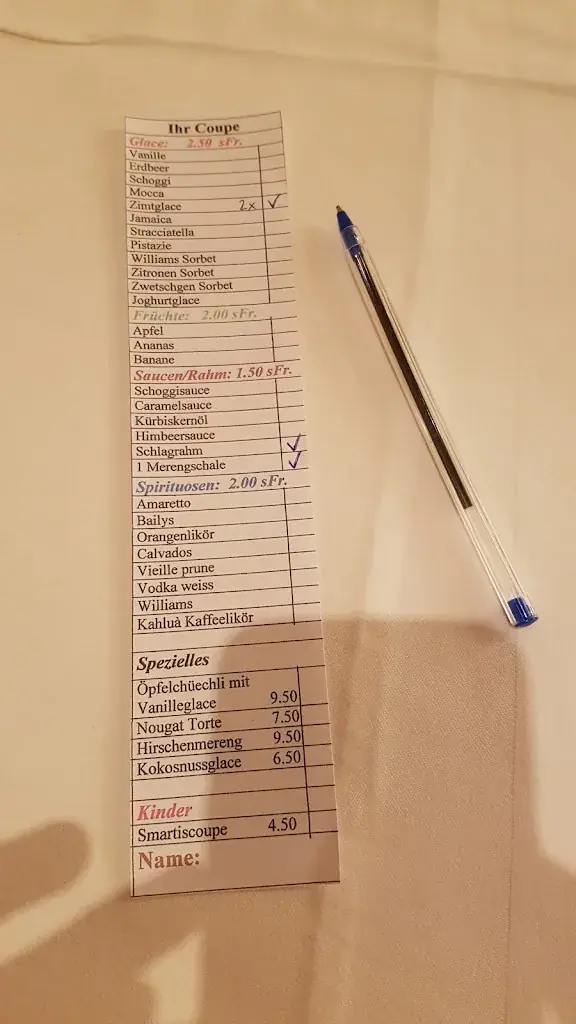 Ihr Coupe
Glace: 2.50 sFr.
Vanille
Erdbeer
Schoggi
Mocca
Zimtglace 2x ✓
Jamaica
Stracciatella
Pistazie
Williams Sorbet
Zitronen Sorbet
Zwetschgen Sorbet
Joghurtglace
Früchte: 2.00 sFr.
Apfel
Ananas
Banane
Saucen/Rahm: 1.50 sFr.
Schoggisauce
Caramelsauce
Kürbiskernöl
Himbeersauce
Schlagrahm ✓
1 Merengschale ✓
Spirituosen: 2.00 sFr.
Amaretto
Bailys
Orangenlikör
Calvados
Vieille prune
Vodka weiss
Williams
Kahluà Kaffeelikör
Spezielles
Öpfelchüechli mit
Vanilleglace 9.50
Nougat Torte 7.50
Hirschenmereng 9.50
Kokosnussglace 6.50
Kinder
Smartiscoupe 4.50
Name: